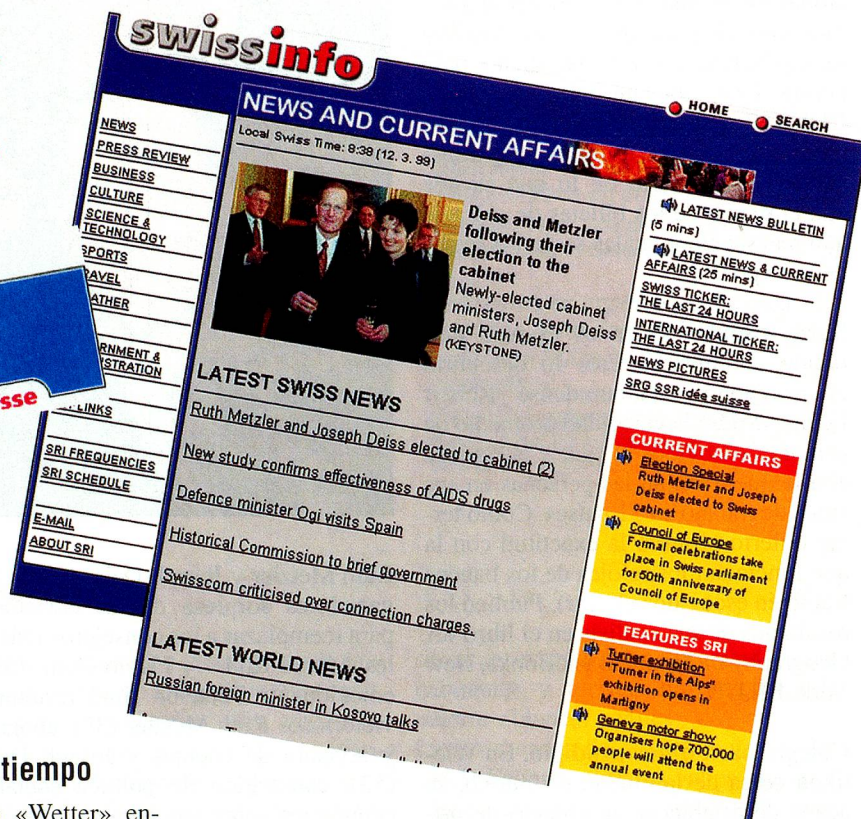 swissinfo
HOME
SEARCH
NEWS AND CURRENT AFFAIRS
Local Swiss Time: 8:38 (12. 3. 99)
NEWS
PRESS REVIEW
BUSINESS
CULTURE
SCIENCE &
TECHNOLOGY
SPORTS
RAVEL
ATHER
RNMENT &
ISTRATION
LINKS
SRI FREQUENCIES
SRI SCHEDULE
E-MAIL
ABOUT SRI
sse
Deiss and Metzler
following their
election to the
cabinet
Newly-elected cabinet
ministers, Joseph Deiss
and Ruth Metzler.
(KEYSTONE)
LATEST SWISS NEWS
Ruth Metzler and Joseph Deiss elected to cabinet (2)
New study confirms effectiveness of AIDS drugs
Defence minister Ogi visits Spain
Historical Commission to brief government
Swisscom criticised over connection charges.
LATEST WORLD NEWS
Russian foreign minister in Kosovo talks
LATEST NEWS BULLETIN
(5 mins)
LATEST NEWS & CURRENT
AFFAIRS (25 mins)
SWISS TICKER:
THE LAST 24 HOURS
INTERNATIONAL TICKER:
THE LAST 24 HOURS
NEWS PICTURES
SRG SSR idée suisse
CURRENT AFFAIRS
Election Special
Ruth Metzler and Joseph
Deiss elected to Swiss
cabinet
Council of Europe
Formal celebrations take
place in Swiss parliament
for 50th anniversary of
Council of Europe
FEATURES SRI
Turner exhibition
"Turner in the Alps"
exhibition opens in
Martigny
Geneva motor show
Organisers hope 700,000
people will attend the
annual event
tiempo
«Wetter» en-